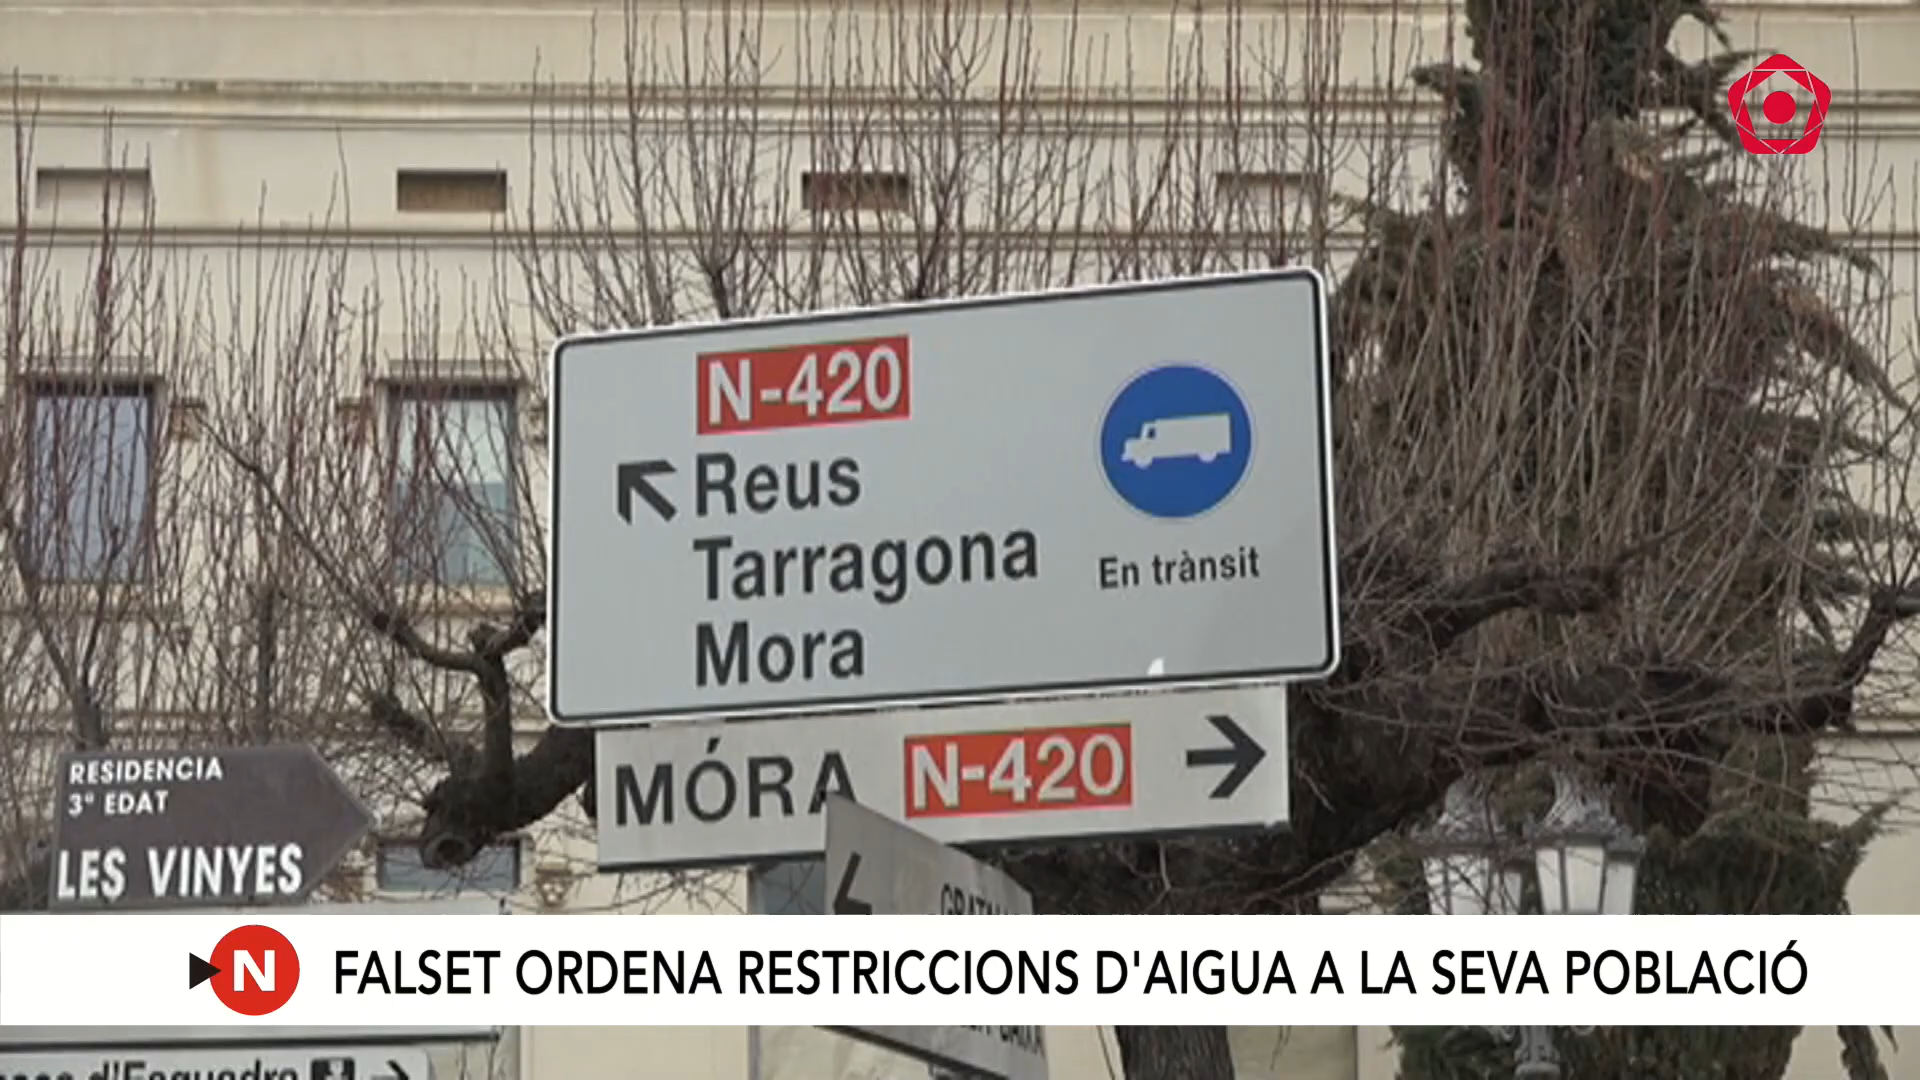 N-420
Reus
Tarragona
Mora
En trànsit
MÓRA N-420
RESIDENCIA
3ª EDAT
LES VINYES
N FALSET ORDENA RESTRICCIONS D'AIGUA A LA SEVA POBLACIÓ
d'Esquadra